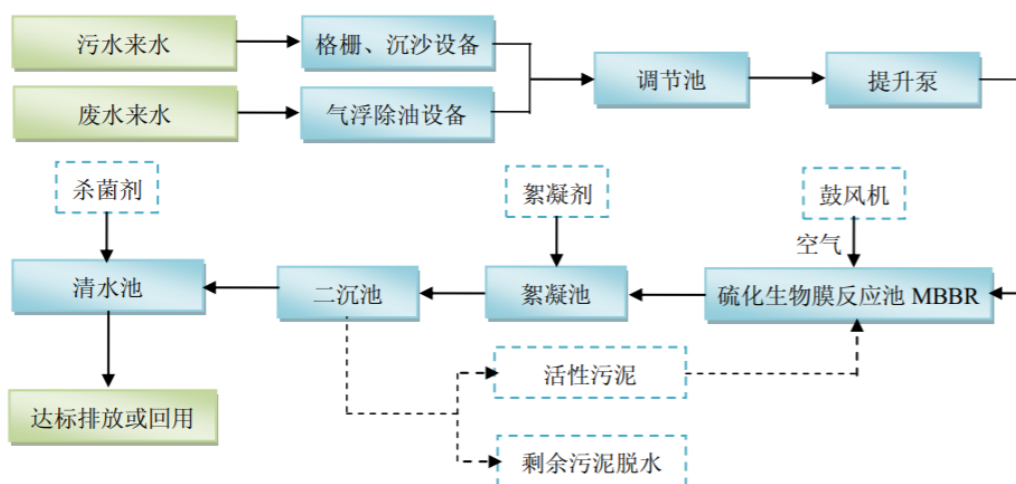 污水来水
格栅、沉沙设备
调节池
提升泵
废水来水
气浮除油设备
杀菌剂
絮凝剂
鼓风机
空气
清水池
二沉池
絮凝池
硫化生物膜反应池 MBBR
活性污泥
达标排放或回用
剩余污泥脱水